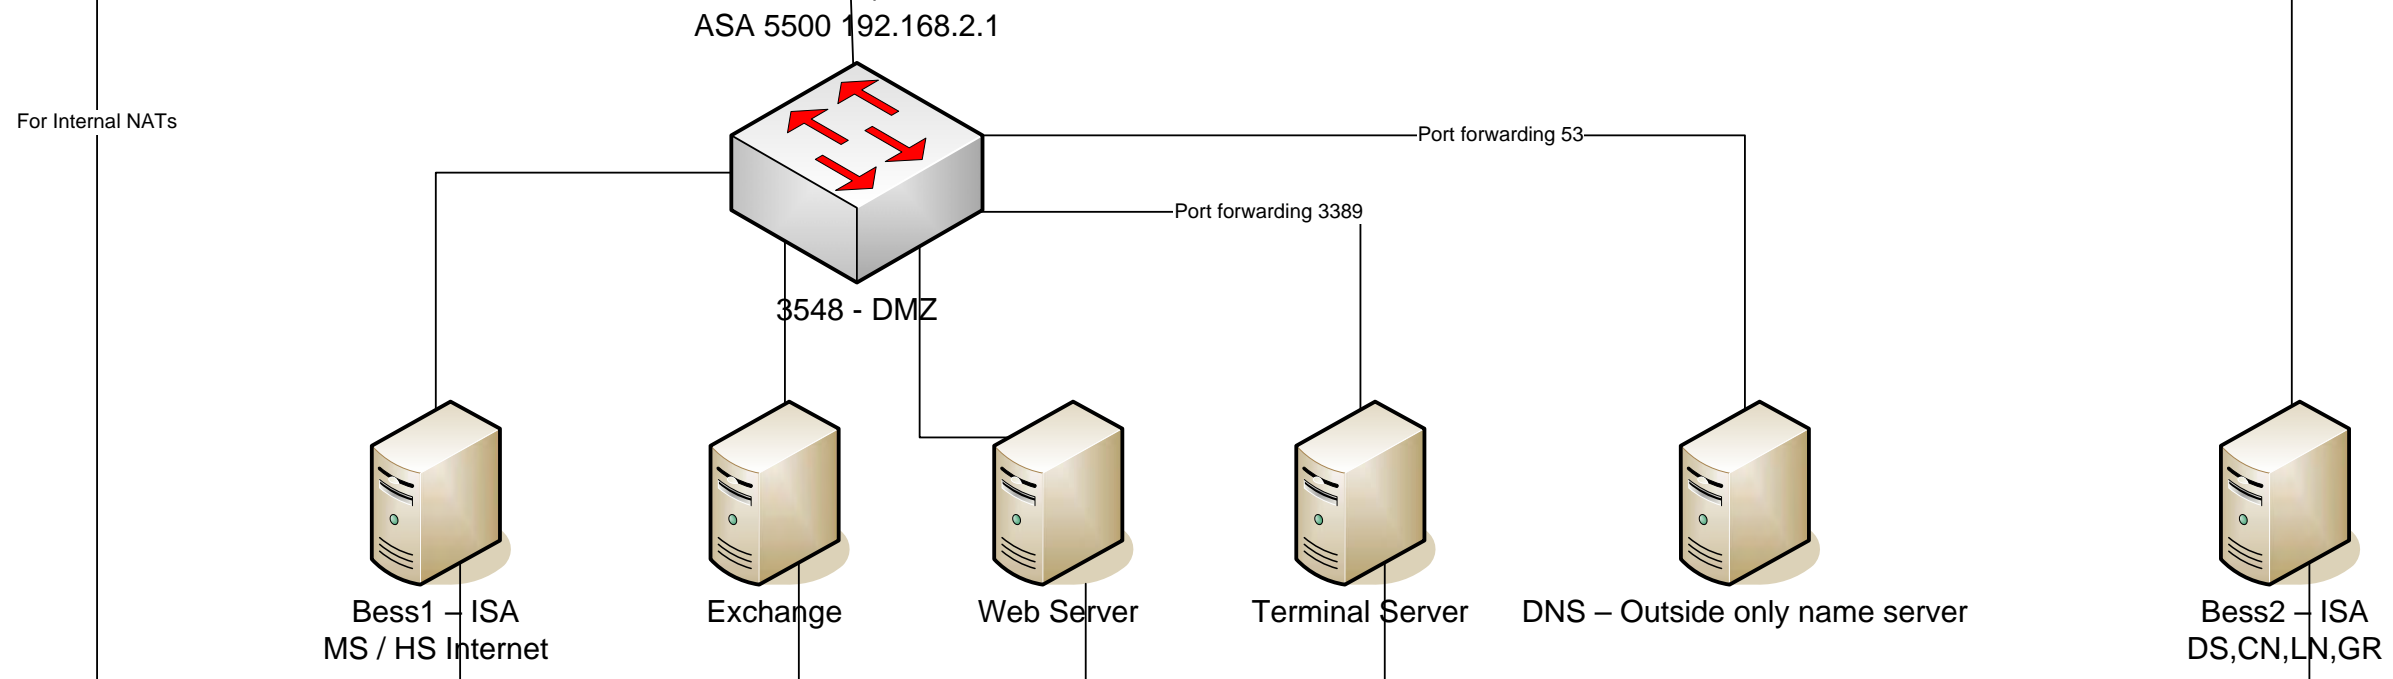 ASA 5500 192.168.2.1
For Internal NATs
Port forwarding 53
Port forwarding 3389
3548 - DMZ
Bess1 – ISA
MS / HS Internet
Exchange
Web Server
Terminal Server
DNS – Outside only name server
Bess2 – ISA
DS,CN,LN,GR